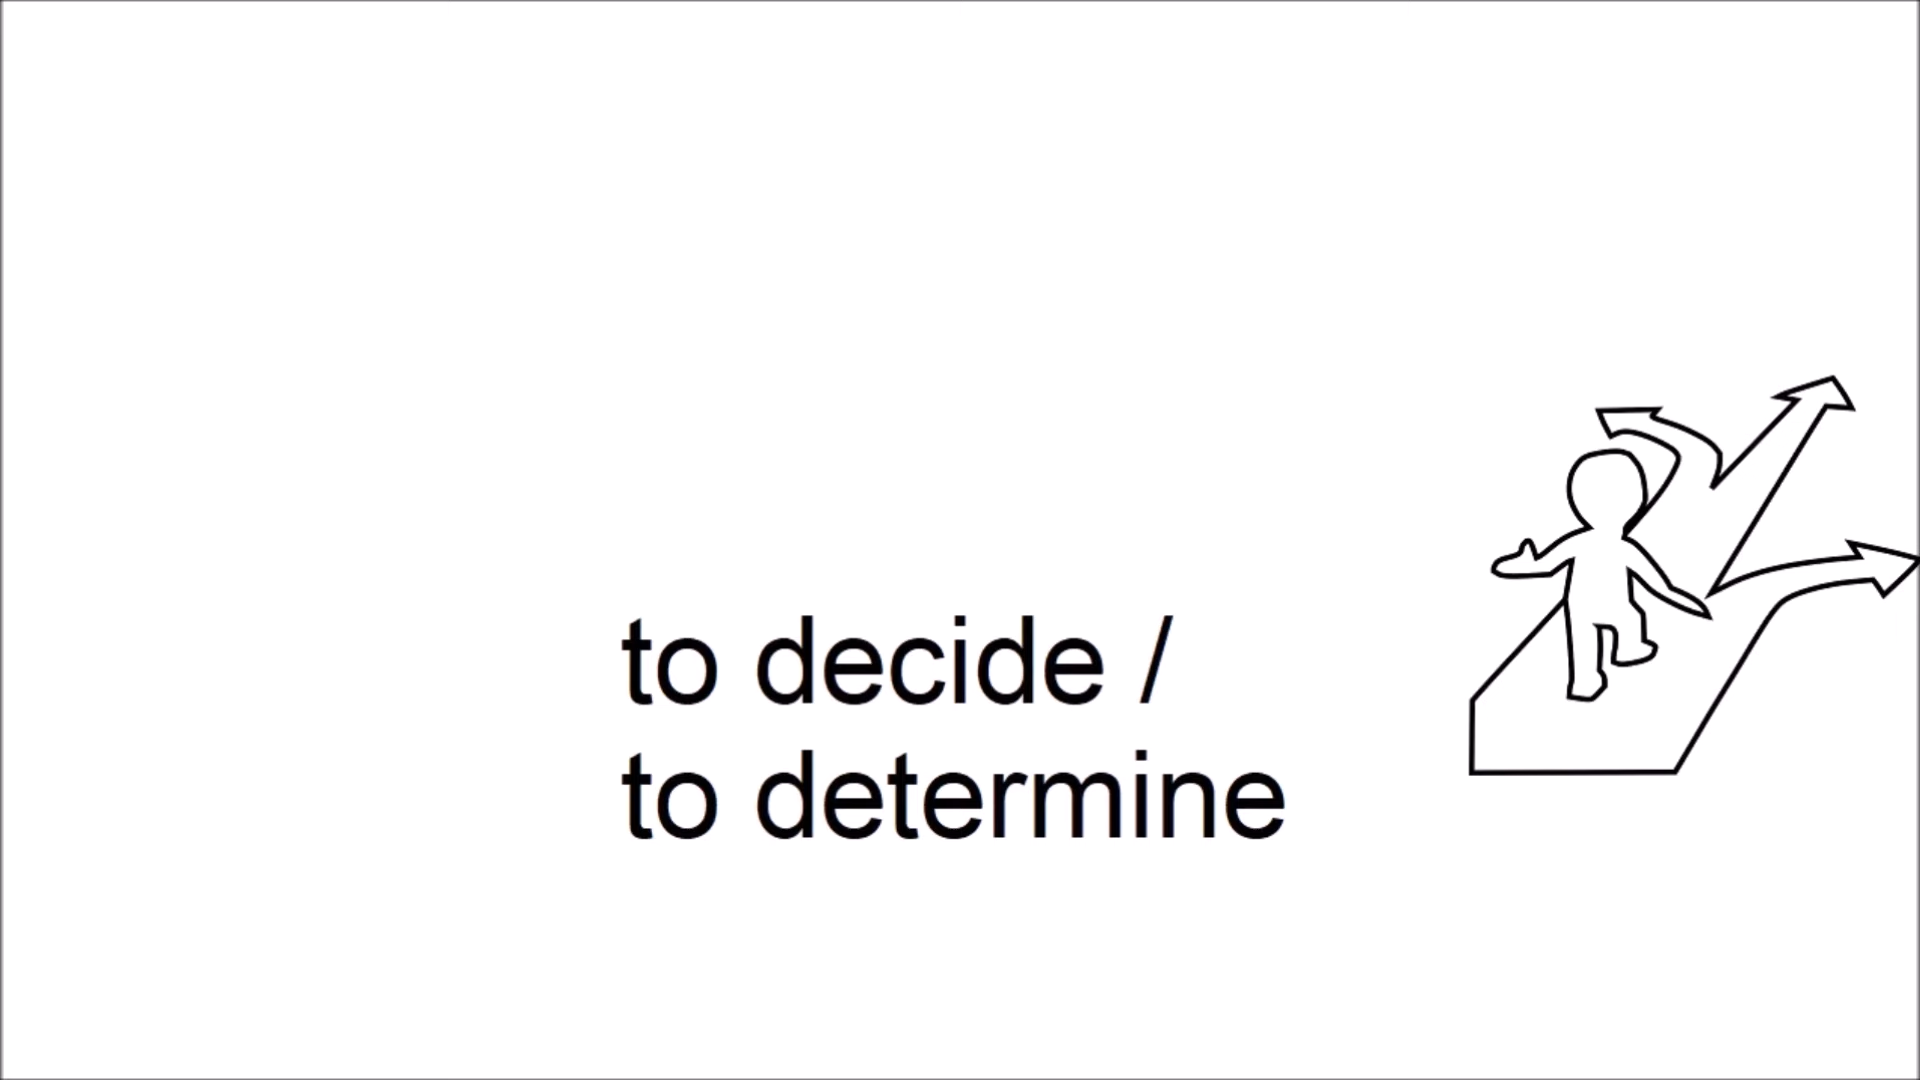 to decide /
to determine